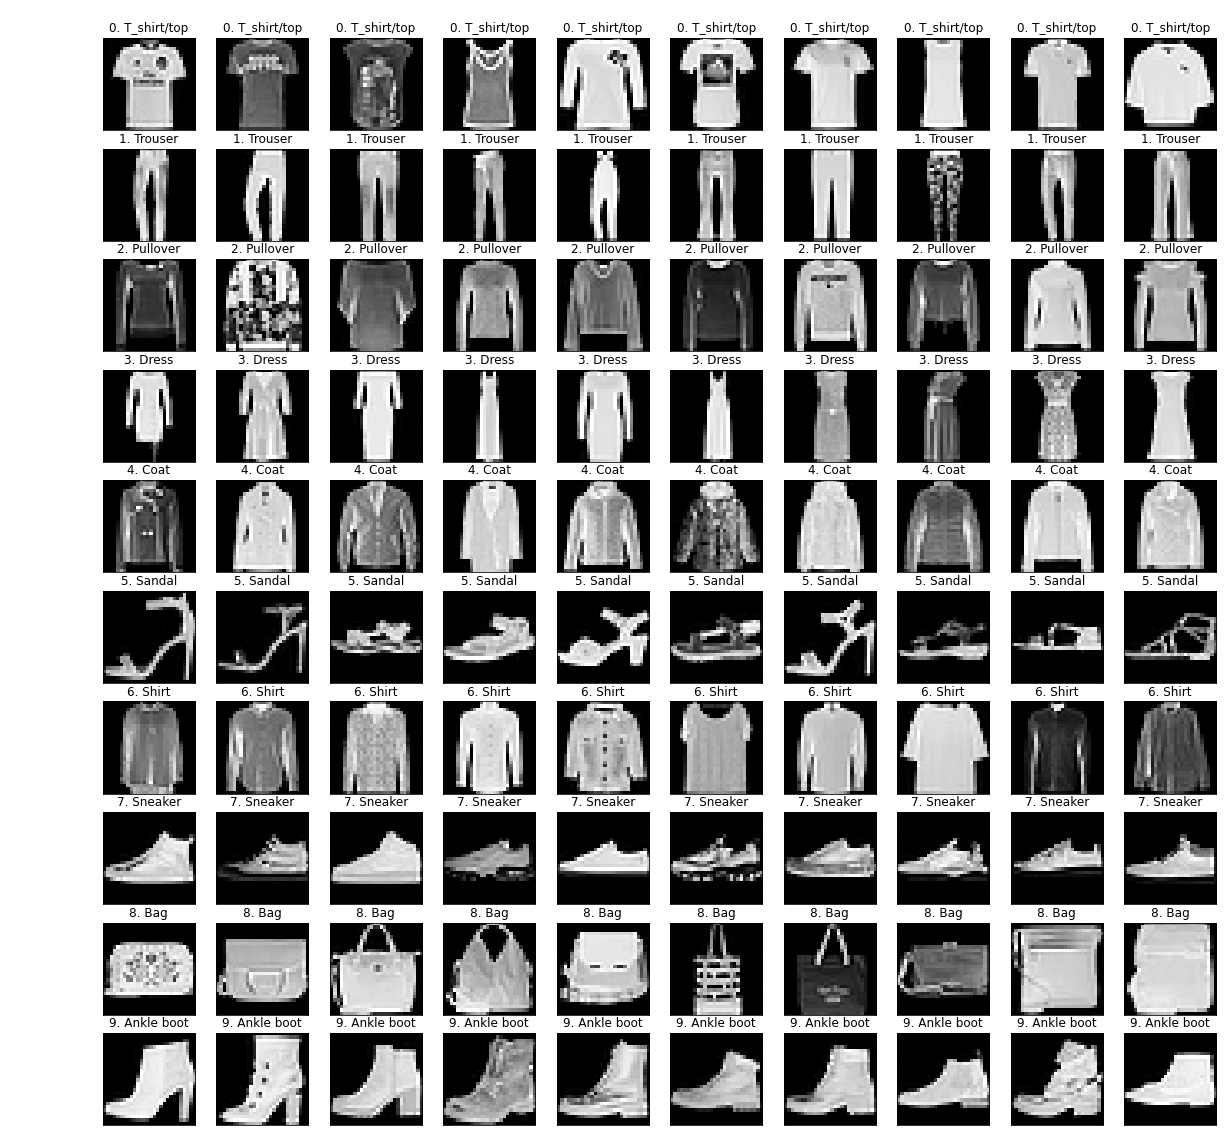 0. T_shirt/top 0. T_shirt/top 0. T_shirt/top 0. T_shirt/top 0. T_shirt/top 0. T_shirt/top 0. T_shirt/top 0. T_shirt/top 0. T_shirt/top 0. T_shirt/top
1. Trouser 1. Trouser 1. Trouser 1. Trouser 1. Trouser 1. Trouser 1. Trouser 1. Trouser 1. Trouser 1. Trouser
2. Pullover 2. Pullover 2. Pullover 2. Pullover 2. Pullover 2. Pullover 2. Pullover 2. Pullover 2. Pullover 2. Pullover
3. Dress 3. Dress 3. Dress 3. Dress 3. Dress 3. Dress 3. Dress 3. Dress 3. Dress 3. Dress
4. Coat 4. Coat 4. Coat 4. Coat 4. Coat 4. Coat 4. Coat 4. Coat 4. Coat 4. Coat
5. Sandal 5. Sandal 5. Sandal 5. Sandal 5. Sandal 5. Sandal 5. Sandal 5. Sandal 5. Sandal 5. Sandal
6. Shirt 6. Shirt 6. Shirt 6. Shirt 6. Shirt 6. Shirt 6. Shirt 6. Shirt 6. Shirt 6. Shirt
7. Sneaker 7. Sneaker 7. Sneaker 7. Sneaker 7. Sneaker 7. Sneaker 7. Sneaker 7. Sneaker 7. Sneaker 7. Sneaker
8. Bag 8. Bag 8. Bag 8. Bag 8. Bag 8. Bag 8. Bag 8. Bag 8. Bag 8. Bag
9. Ankle boot 9. Ankle boot 9. Ankle boot 9. Ankle boot 9. Ankle boot 9. Ankle boot 9. Ankle boot 9. Ankle boot 9. Ankle boot 9. Ankle boot